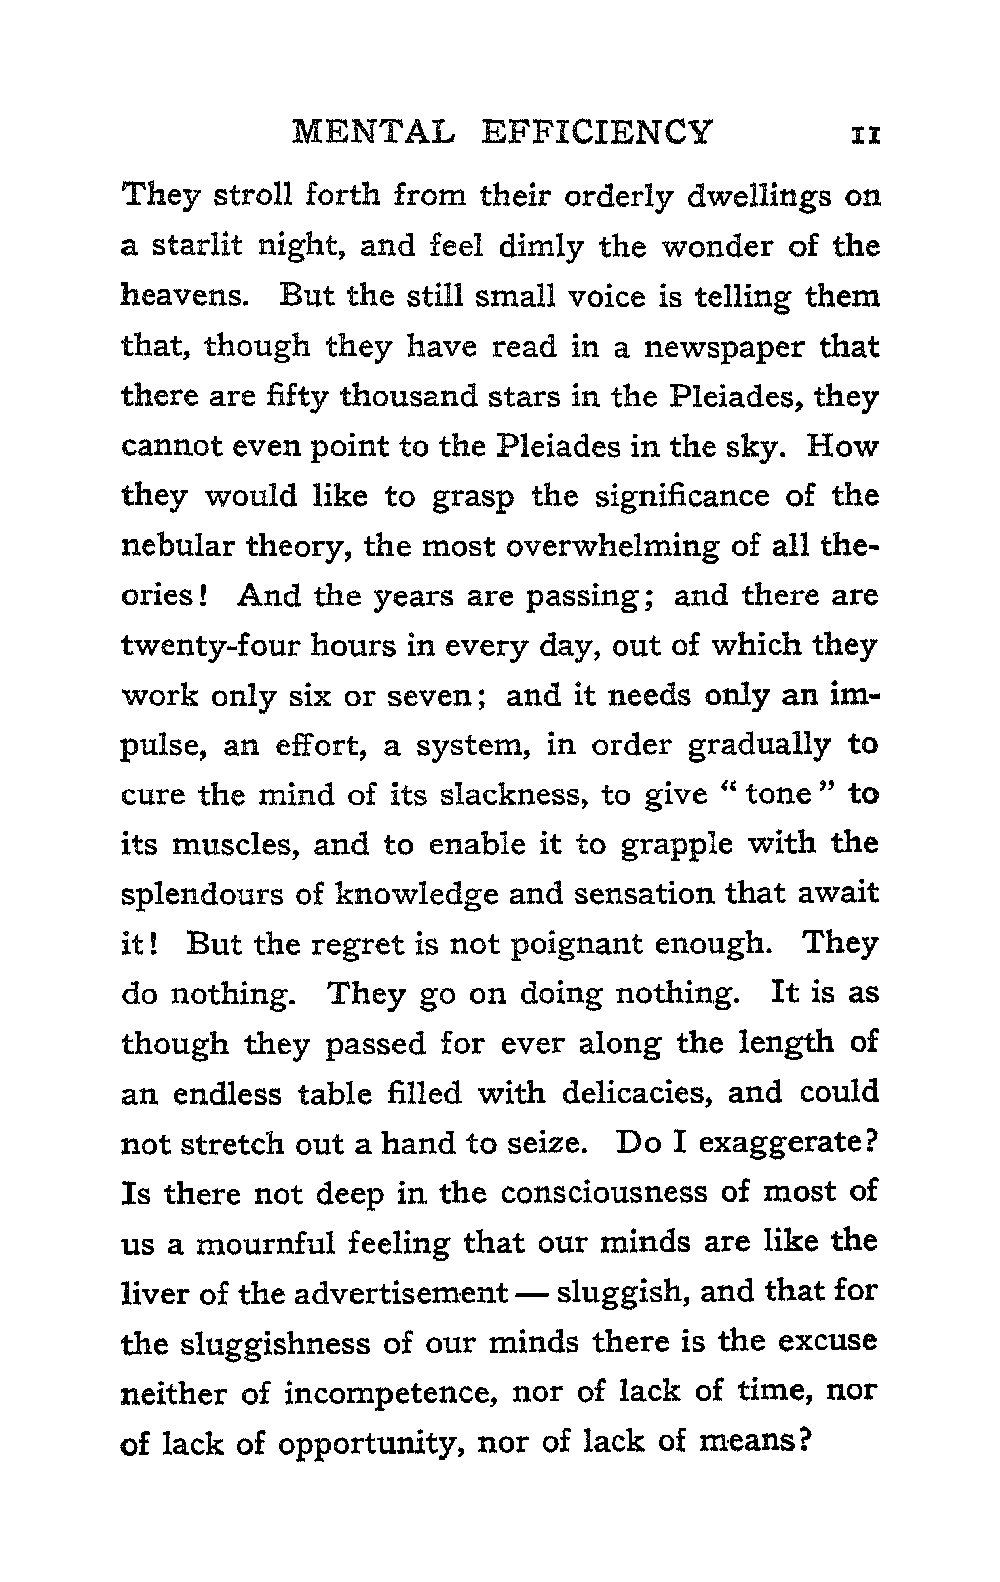 MENTAL EFFICIENCY 11
They stroll forth from their orderly dwellings on
a starlit night, and feel dimly the wonder of the
heavens. But the still small voice is telling them
that, though they have read in a newspaper that
there are fifty thousand stars in the Pleiades, they
cannot even point to the Pleiades in the sky. How
they would like to grasp the significance of the
nebular theory, the most overwhelming of all the-
ories! And the years are passing; and there are
twenty-four hours in every day, out of which they
work only six or seven; and it needs only an im-
pulse, an effort, a system, in order gradually to
cure the mind of its slackness, to give “tone” to
its muscles, and to enable it to grapple with the
splendours of knowledge and sensation that await
it! But the regret is not poignant enough. They
do nothing. They go on doing nothing. It is as
though they passed for ever along the length of
an endless table filled with delicacies, and could
not stretch out a hand to seize. Do I exaggerate?
Is there not deep in the consciousness of most of
us a mournful feeling that our minds are like the
liver of the advertisement — sluggish, and that for
the sluggishness of our minds there is the excuse
neither of incompetence, nor of lack of time, nor
of lack of opportunity, nor of lack of means?